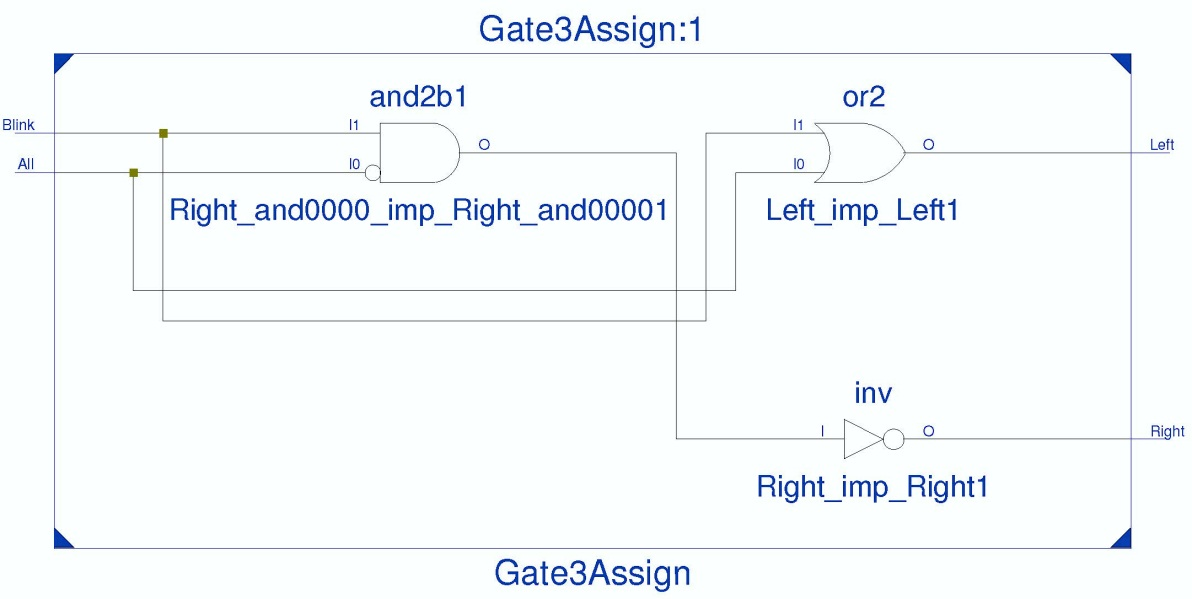 Gate3Assign:1
and2b1
or2
Blink
I1
I1
O
O
Left
All
I0
I0
Right_and0000_imp_Right_and00001
Left_imp_Left1
inv
I
O
Right
Right_imp_Right1
Gate3Assign